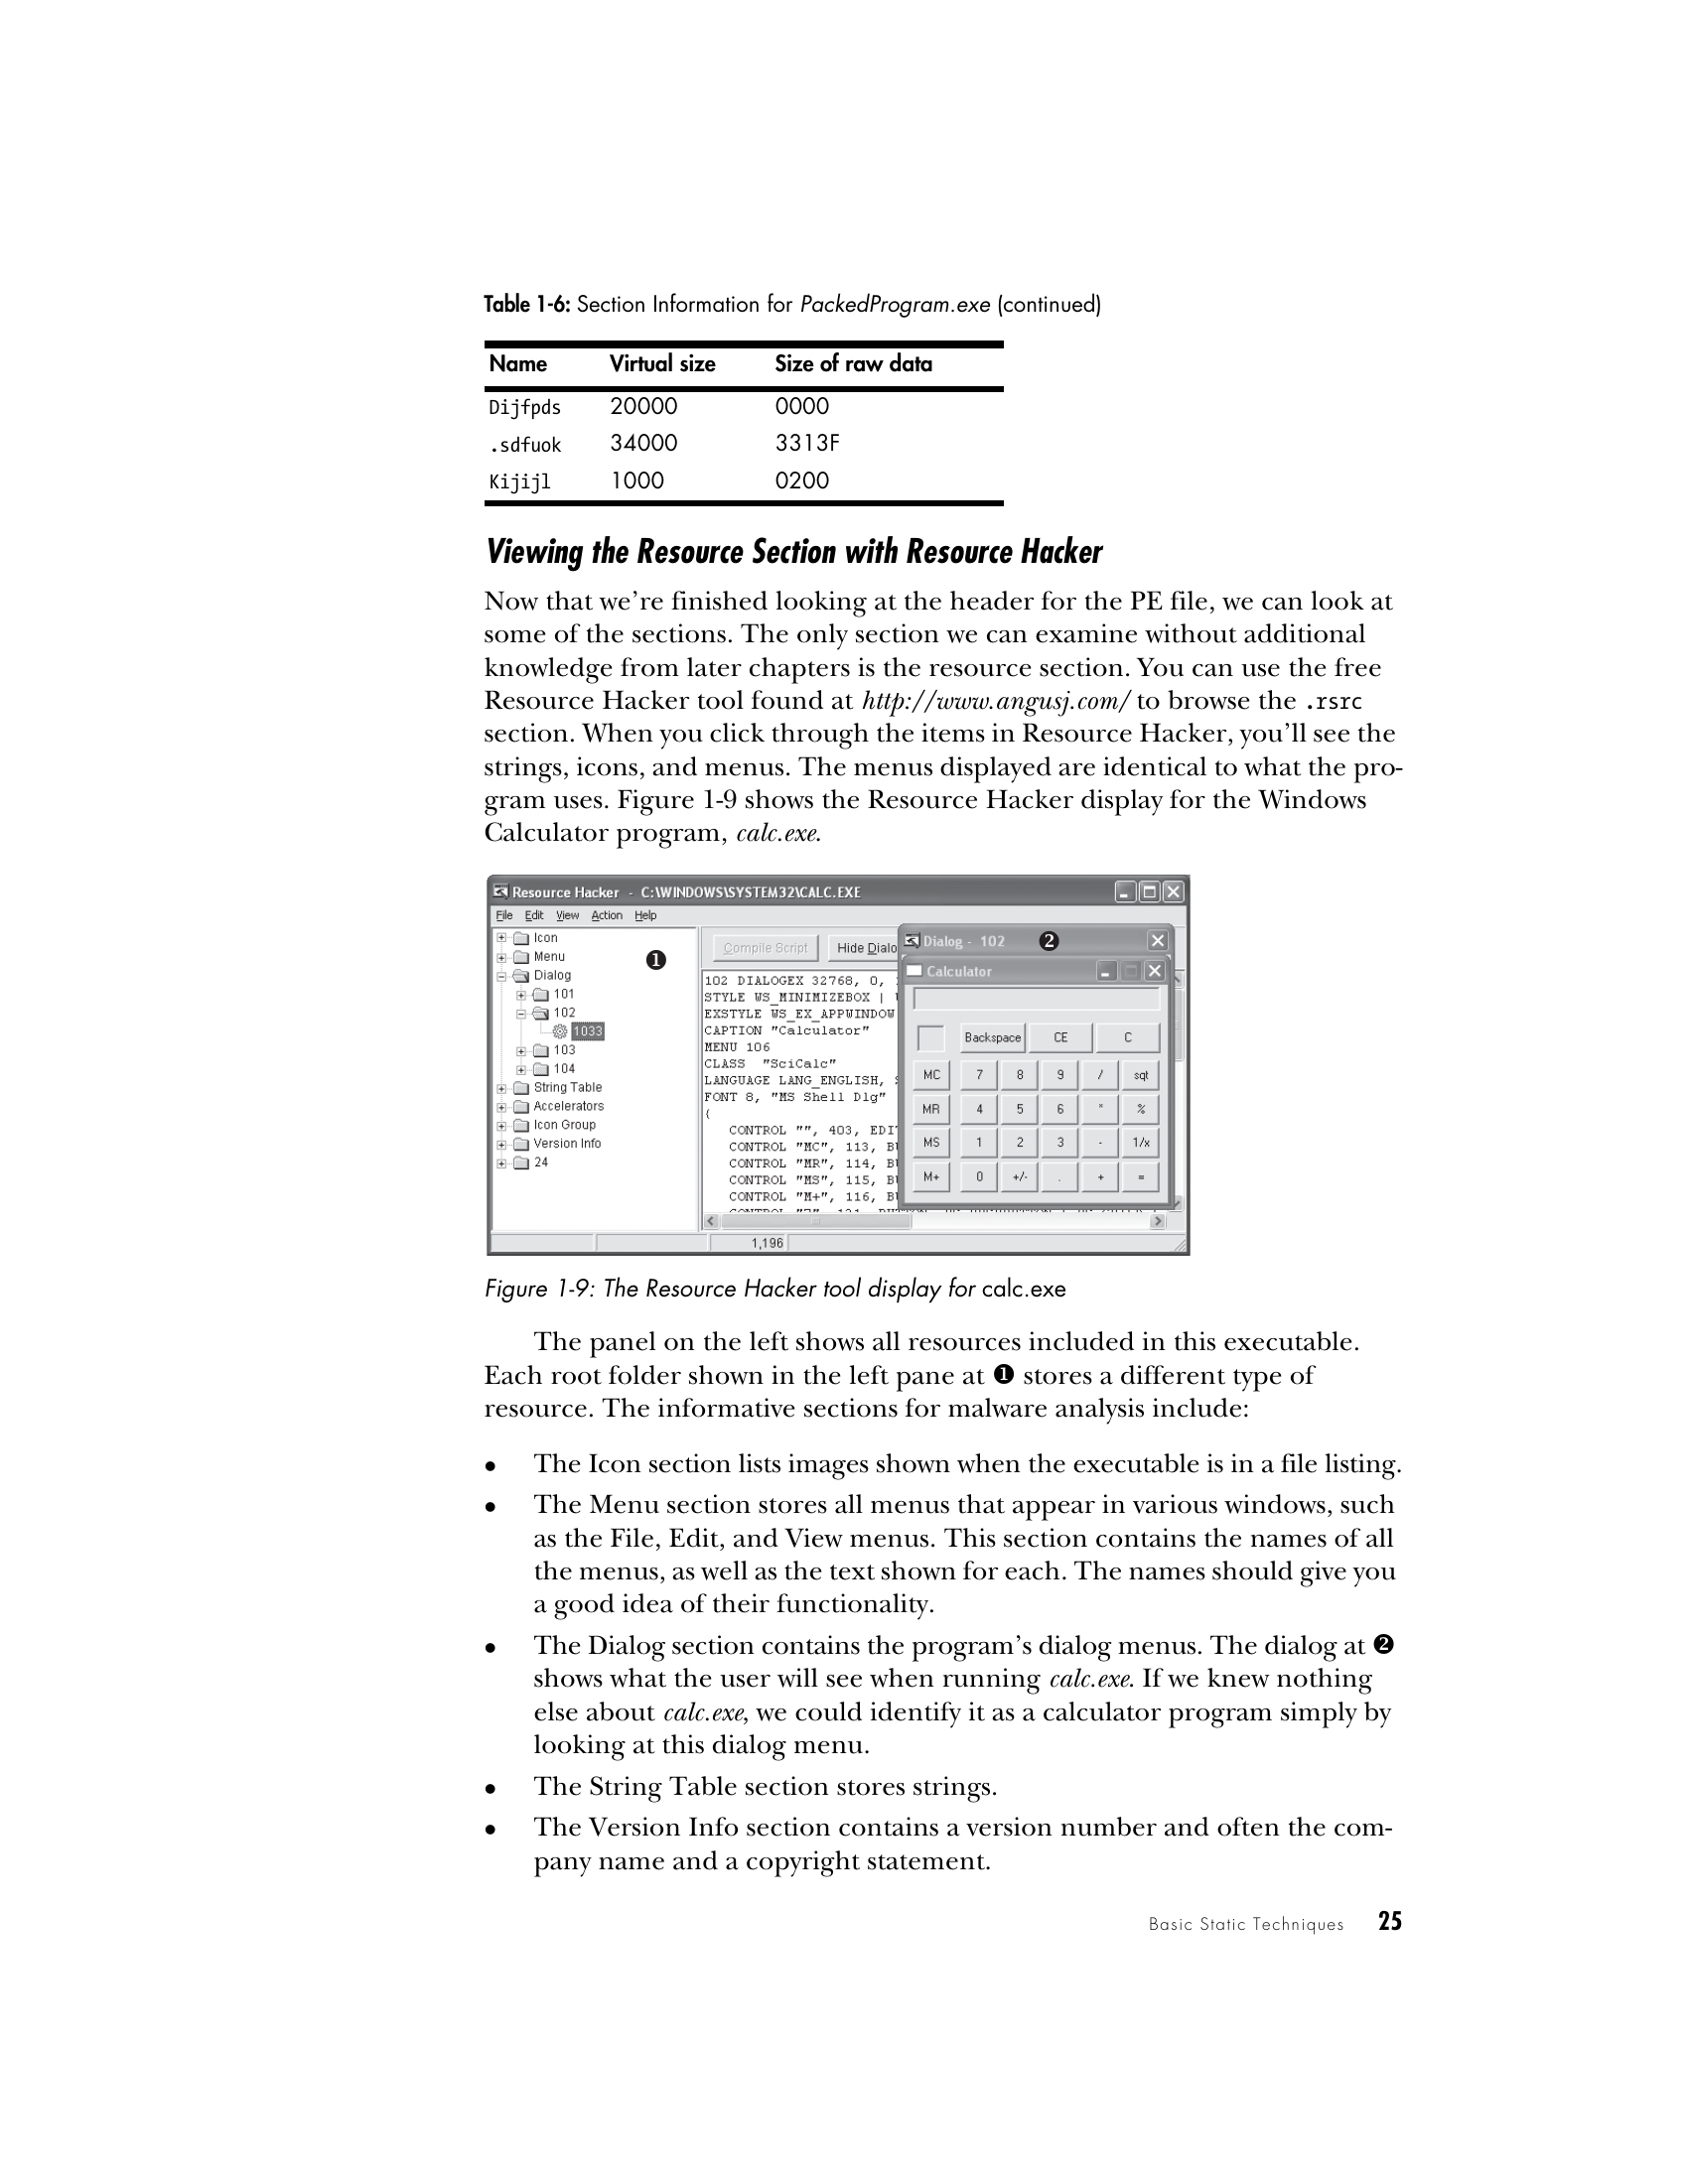 Table 1-6: Section Information for PackedProgram.exe (continued)
Name Virtual size Size of raw data
Dijfpds 20000 0000
.sdfuok 34000 3313F
Kijijl 1000 0200
Viewing the Resource Section with Resource Hacker
Now that we’re finished looking at the header for the PE file, we can look at
some of the sections. The only section we can examine without additional
knowledge from later chapters is the resource section. You can use the free
Resource Hacker tool found at http://www.angusj.com/ to browse the .rsrc
section. When you click through the items in Resource Hacker, you’ll see the
strings, icons, and menus. The menus displayed are identical to what the pro-
gram uses. Figure 1-9 shows the Resource Hacker display for the Windows
Calculator program, calc.exe.
Resource Hacker - C:\WINDOWS\SYSTEM32\CALC.EXE
File Edit View Action Help
Icon
Menu
Dialog
101
102
1033
103
104
String Table
Accelerators
Icon Group
Version Info
24
❶
Compile Script Hide Dialo
102 DIALOGEX 32768, 0,
STYLE WS_MINIMIZEBOX |
EXSTYLE WS_EX_APPWINDOW
CAPTION "Calculator"
MENU 106
CLASS "SciCalc"
LANGUAGE LANG_ENGLISH,
FONT 8, "MS Shell Dlg"
{
CONTROL "", 403, EDI
CONTROL "MC", 113, B
CONTROL "MR", 114, B
CONTROL "MS", 115, B
CONTROL "M+", 116, B
Dialog - 102 ❷
Calculator
Backspace CE C
MC 7 8 9 / sqt
MR 4 5 6 * %
MS 1 2 3 - 1/x
M+ 0 +/- . + =
1,196
Figure 1-9: The Resource Hacker tool display for calc.exe
The panel on the left shows all resources included in this executable.
Each root folder shown in the left pane at ❶ stores a different type of
resource. The informative sections for malware analysis include:
● The Icon section lists images shown when the executable is in a file listing.
● The Menu section stores all menus that appear in various windows, such
as the File, Edit, and View menus. This section contains the names of all
the menus, as well as the text shown for each. The names should give you
a good idea of their functionality.
● The Dialog section contains the program’s dialog menus. The dialog at ❷
shows what the user will see when running calc.exe. If we knew nothing
else about calc.exe, we could identify it as a calculator program simply by
looking at this dialog menu.
● The String Table section stores strings.
● The Version Info section contains a version number and often the com-
pany name and a copyright statement.
Basic Static Techniques 25